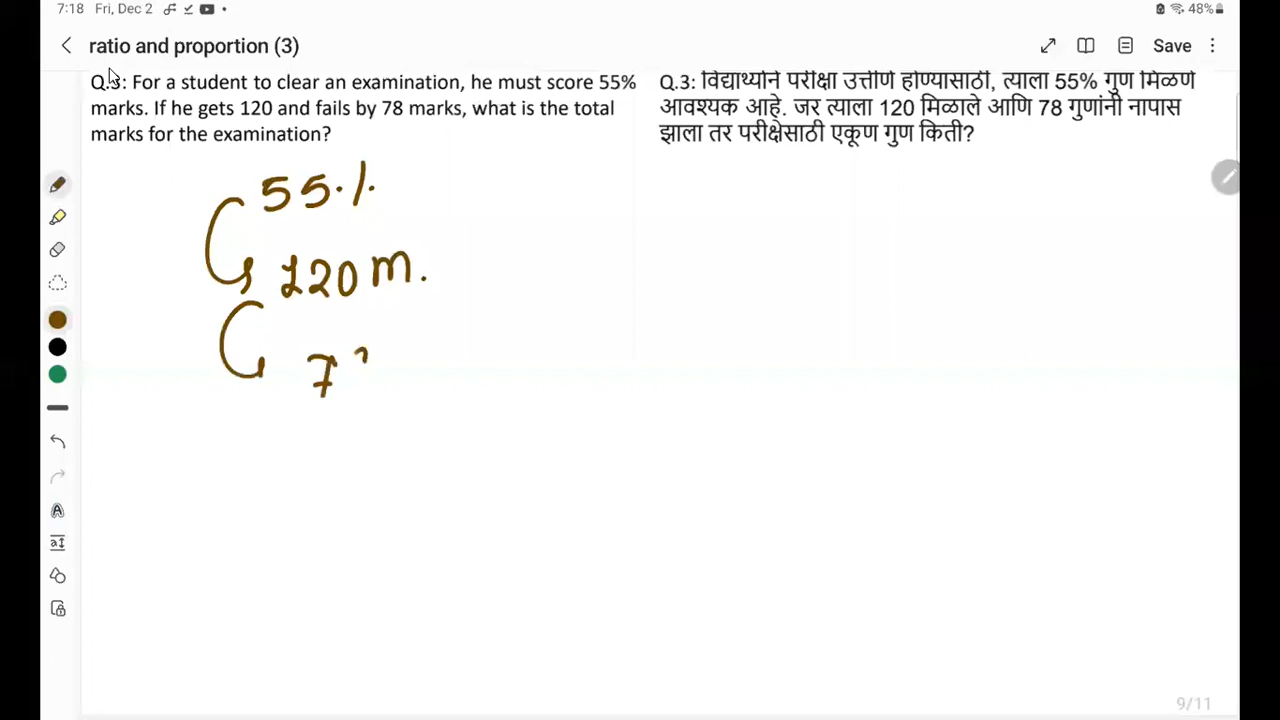 7:18 Fri, Dec 2
48%
ratio and proportion (3)
Save
Q.3: For a student to clear an examination, he must score 55%
marks. If he gets 120 and fails by 78 marks, what is the total
marks for the examination?
Q.3: विद्यार्थ्याने परीक्षा उत्तीर्ण होण्यासाठी, त्याला 55% गुण मिळणे
आवश्यक आहे. जर त्याला 120 मिळाले आणि 78 गुणांनी नापास
झाला तर परीक्षेसाठी एकूण गुण किती?
55%
120 m.
7
9/11